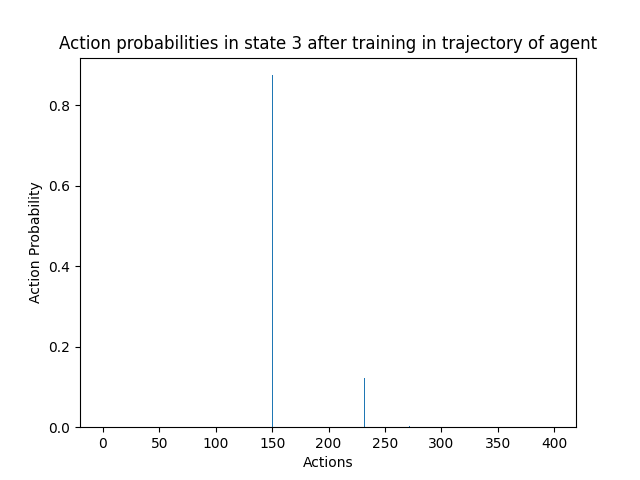 Action probabilities in state 3 after training in trajectory of agent
0.8
0.6
0.4
0.2
0.0
Action Probability
0 50 100 150 200 250 300 350 400
Actions